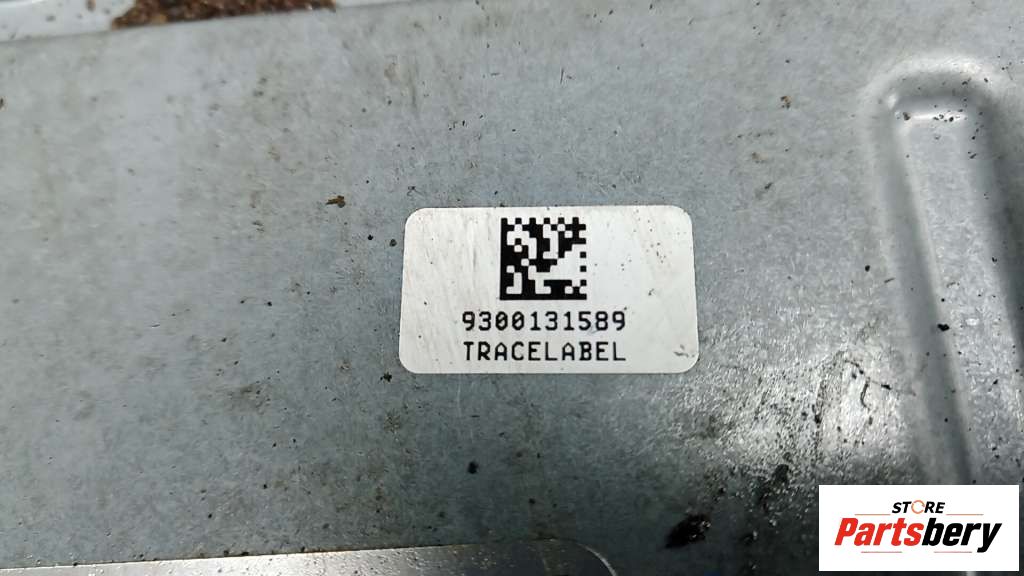 9300131589
TRACELABEL
STORE
Partsbery